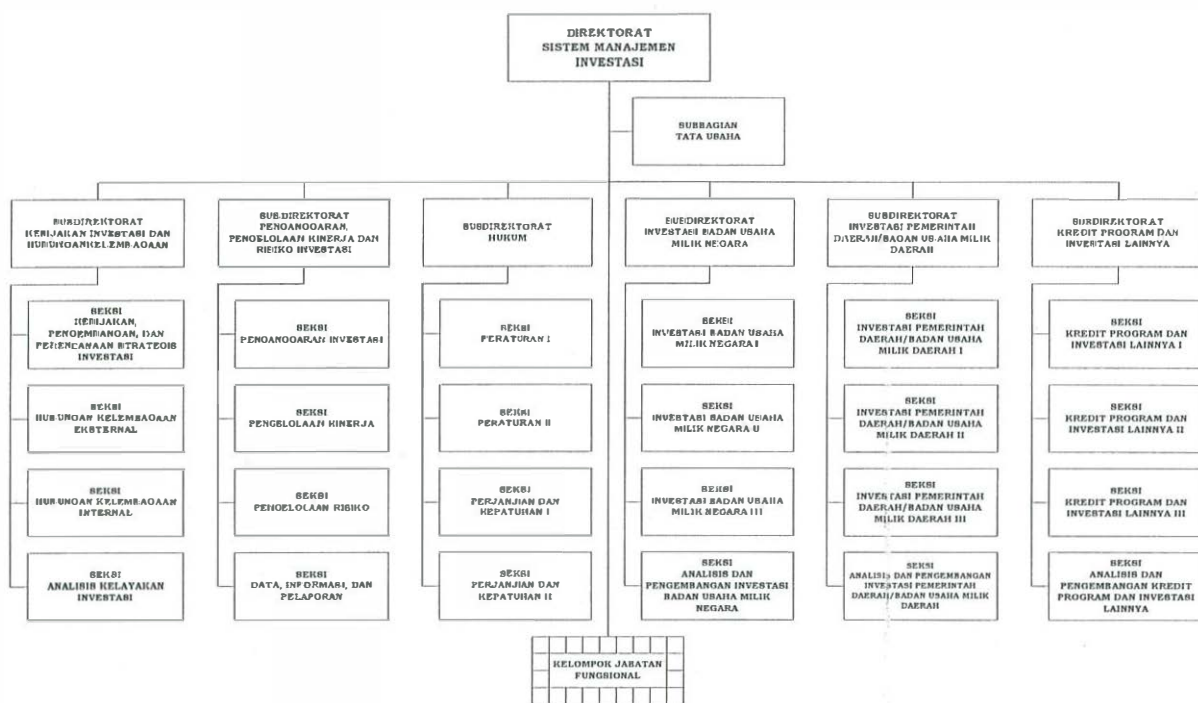 DIREKTORAT
SISTEM MANAJEMEN
INVESTASI
SUBBAGIAN
TATA USAHA
SUBDIREKTORAT
KEBIJAKAN INVESTASI DAN
HUBUNGAN KELEMBAGAAN
SUBDIREKTORAT
PENGANGGARAN,
PENGELOLAAN KINERJA DAN
RISIKO INVESTASI
SUBDIREKTORAT
HUKUM
SUBDIREKTORAT
INVESTASI BADAN USAHA
MILIK NEGARA
SUBDIREKTORAT
INVESTASI PEMERINTAH
DAERAH/BADAN USAHA MILIK
DAERAH
SUBDIREKTORAT
KREDIT PROGRAM DAN
INVESTASI LAINNYA
SEKSI
KEBIJAKAN,
PENGEMBANGAN, DAN
PERENCANAAN STRATEGIS
INVESTASI
SEKSI
PENGANGGARAN INVESTASI
SEKSI
PERATURAN I
SEKSI
INVESTASI BADAN USAHA
MILIK NEGARA I
SEKSI
INVESTASI PEMERINTAH
DAERAH/BADAN USAHA
MILIK DAERAH I
SEKSI
KREDIT PROGRAM DAN
INVESTASI LAINNYA I
SEKSI
HUBUNGAN KELEMBAGAAN
EKSTERNAL
SEKSI
PENGELOLAAN KINERJA
SEKSI
PERATURAN II
SEKSI
INVESTASI BADAN USAHA
MILIK NEGARA II
SEKSI
INVESTASI PEMERINTAH
DAERAH/BADAN USAHA
MILIK DAERAH II
SEKSI
KREDIT PROGRAM DAN
INVESTASI LAINNYA II
SEKSI
HUBUNGAN KELEMBAGAAN
INTERNAL
SEKSI
PENGELOLAAN RISIKO
SEKSI
PERJANJIAN DAN
KEPATUHAN I
SEKSI
INVESTASI BADAN USAHA
MILIK NEGARA III
SEKSI
INVESTASI PEMERINTAH
DAERAH/BADAN USAHA
MILIK DAERAH III
SEKSI
KREDIT PROGRAM DAN
INVESTASI LAINNYA III
SEKSI
ANALISIS KELAYAKAN
INVESTASI
SEKSI
DATA, INFORMASI, DAN
PELAPORAN
SEKSI
PERJANJIAN DAN
KEPATUHAN II
SEKSI
ANALISIS DAN
PENGEMBANGAN INVESTASI
BADAN USAHA MILIK
NEGARA
SEKSI
ANALISIS DAN PENGEMBANGAN
INVESTASI PEMERINTAH
DAERAH/BADAN USAHA MILIK
DAERAH
SEKSI
ANALISIS DAN
PENGEMBANGAN KREDIT
PROGRAM DAN INVESTASI
LAINNYA
KELOMPOK JABATAN
FUNGSIONAL